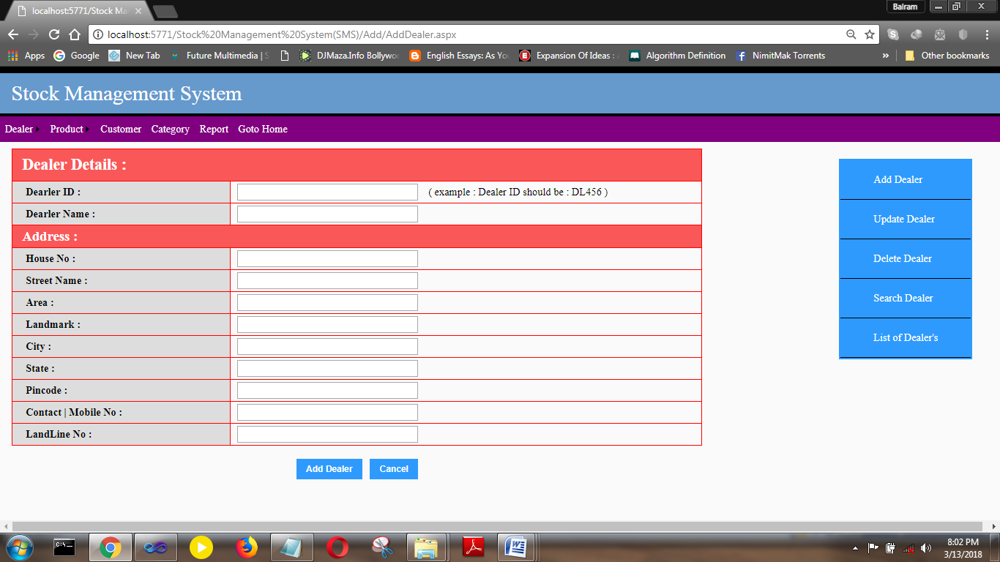 localhost:5771/Stock Ma
Balram
localhost:5771/Stock%20Management%20System(SMS)/Add/AddDealer.aspx
Apps Google New Tab Future Multimedia | S DJMaza.Info Bollywo English Essays: As Yo Expansion Of Ideas : Algorithm Definition NimitMak Torrents » Other bookmarks
Stock Management System
Dealer Product Customer Category Report Goto Home
Dealer Details :
Dearler ID : ( example : Dealer ID should be : DL456 )
Dearler Name :
Address :
House No :
Street Name :
Area :
Landmark :
City :
State :
Pincode :
Contact | Mobile No :
LandLine No :
Add Dealer Cancel
Add Dealer
Update Dealer
Delete Dealer
Search Dealer
List of Dealer's
C:\_
8:02 PM
3/13/2018